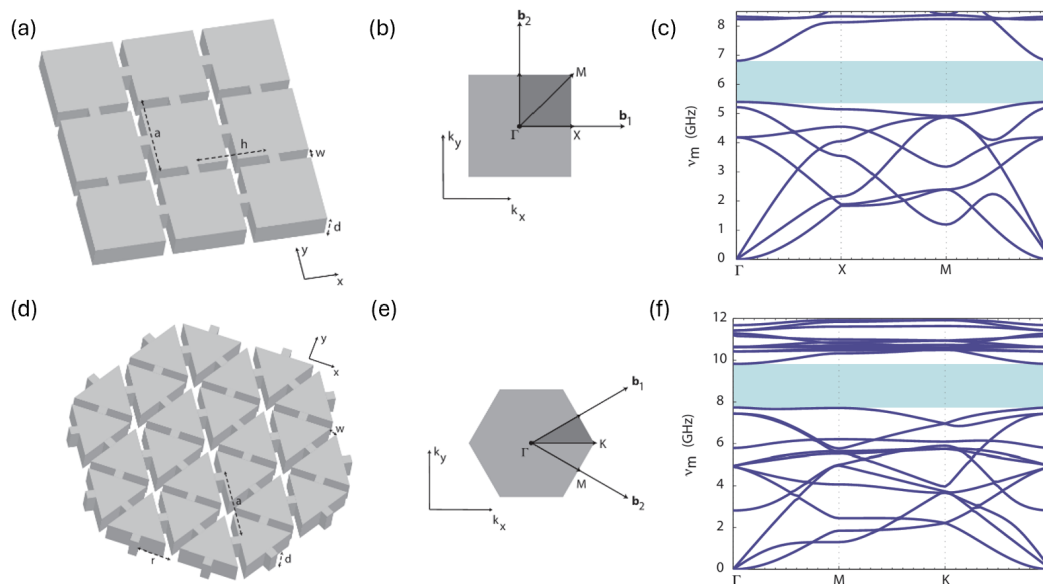 (a)
a
h
w
d
y
x
(b)
b2
M
Γ
X
b1
ky
kx
(c)
8
7
6
5
4
3
2
1
0
νm (GHz)
Γ
X
M
(d)
y
x
w
a
r
d
(e)
b1
Γ
K
M
b2
ky
kx
(f)
12
10
8
6
4
2
0
νm (GHz)
Γ
M
K